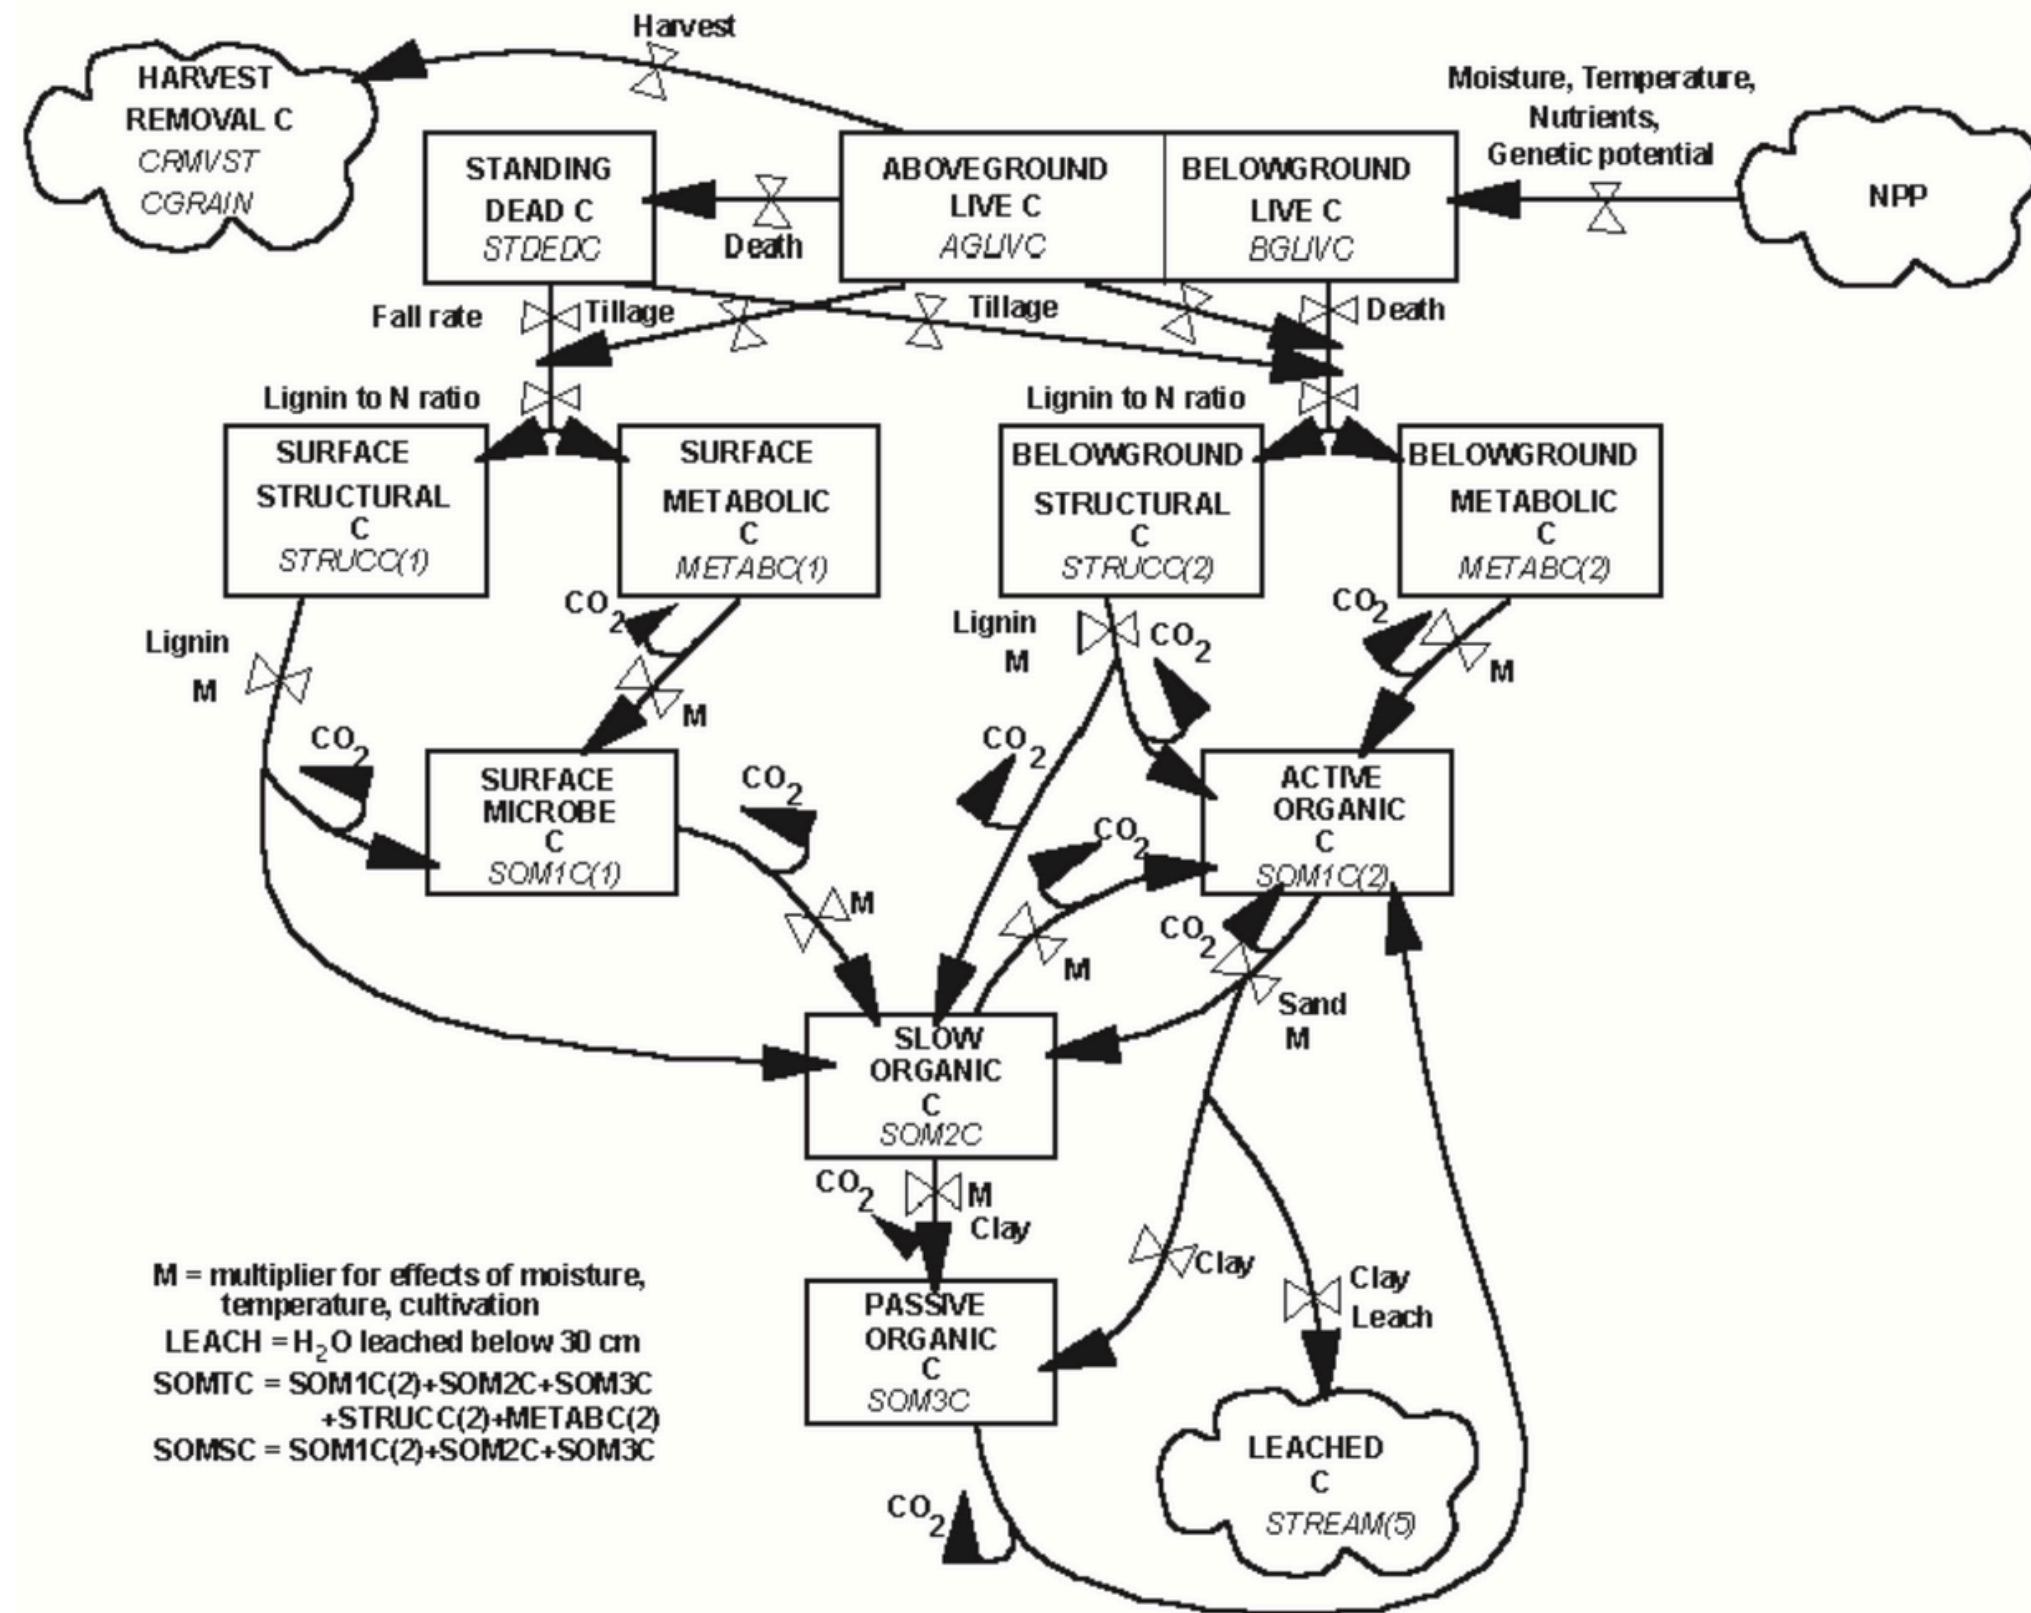 Harvest
HARVEST
REMOVAL C
CRMVST
CGRAIN
Moisture, Temperature,
Nutrients,
Genetic potential
NPP
STANDING
DEAD C
STDEDC
Death
ABOVEGROUND
LIVE C
AGLIVC
BELOWGROUND
LIVE C
BGLIVC
Fall rate
Tillage
Tillage
Death
Lignin to N ratio
Lignin to N ratio
SURFACE
STRUCTURAL
C
STRUCC(1)
SURFACE
METABOLIC
C
METABC(1)
BELOWGROUND
STRUCTURAL
C
STRUCC(2)
BELOWGROUND
METABOLIC
C
METABC(2)
Lignin
M
CO2
M
Lignin
M
CO2
CO2
M
CO2
SURFACE
MICROBE
C
SOM1C(1)
CO2
M
CO2
CO2
M
ACTIVE
ORGANIC
C
SOM1C(2)
CO2
Sand
M
SLOW
ORGANIC
C
SOM2C
CO2
M
Clay
Clay
Clay
Leach
PASSIVE
ORGANIC
C
SOM3C
LEACHED
C
STREAM(5)
CO2
M = multiplier for effects of moisture,
temperature, cultivation
LEACH = H2O leached below 30 cm
SOMTC = SOM1C(2)+SOM2C+SOM3C
+STRUCC(2)+METABC(2)
SOMSC = SOM1C(2)+SOM2C+SOM3C